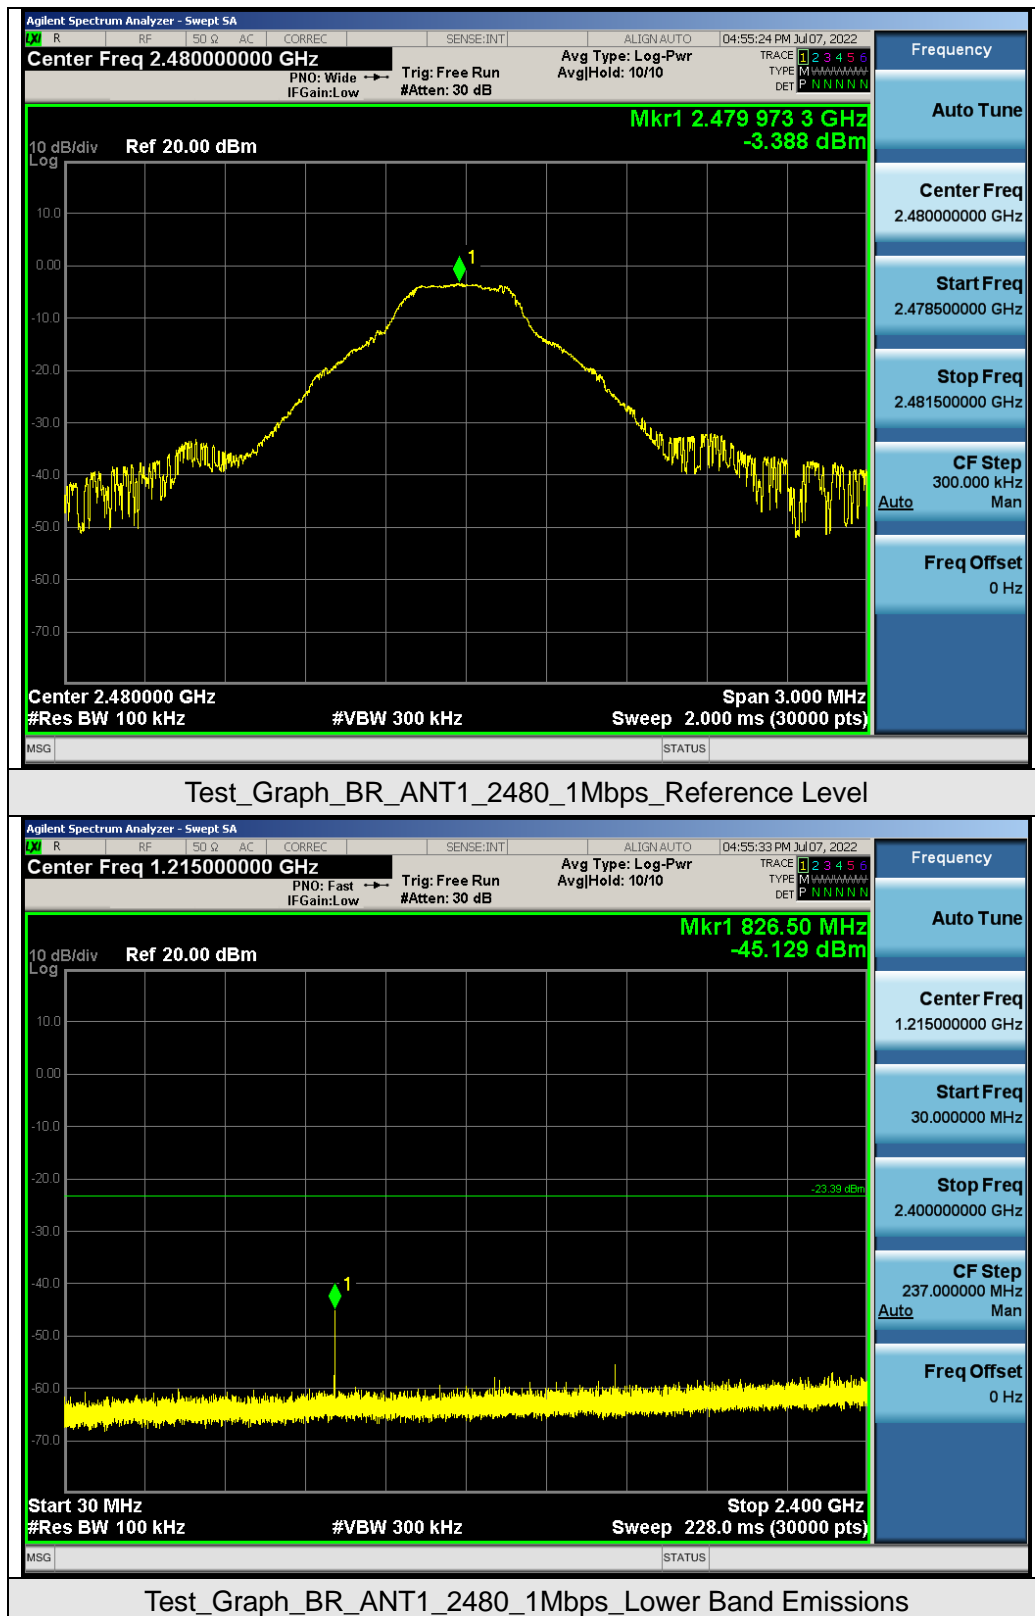 Agilent Spectrum Analyzer - Swept SA
LXI R RF 50 Ω AC CORREC SENSE:INT ALIGN AUTO 04:55:24 PM Jul 07, 2022
Center Freq 2.480000000 GHz
PNO: Wide
IFGain:Low
Trig: Free Run
#Atten: 30 dB
Avg Type: Log-Pwr
Avg|Hold: 10/10
TRACE 1 2 3 4 5 6
TYPE M WWWWW
DET P N N N N N
Mkr1 2.479 973 3 GHz
-3.388 dBm
10 dB/div Ref 20.00 dBm
Log
10.0
0.00
-10.0
-20.0
-30.0
-40.0
-50.0
-60.0
-70.0
1
Center 2.480000 GHz Span 3.000 MHz
#Res BW 100 kHz #VBW 300 kHz Sweep 2.000 ms (30000 pts)
MSG STATUS
Frequency
Auto Tune
Center Freq
2.480000000 GHz
Start Freq
2.478500000 GHz
Stop Freq
2.481500000 GHz
CF Step
300.000 kHz
Auto Man
Freq Offset
0 Hz
Test_Graph_BR_ANT1_2480_1Mbps_Reference Level
Agilent Spectrum Analyzer - Swept SA
LXI R RF 50 Ω AC CORREC SENSE:INT ALIGN AUTO 04:55:33 PM Jul 07, 2022
Center Freq 1.215000000 GHz
PNO: Fast
IFGain:Low
Trig: Free Run
#Atten: 30 dB
Avg Type: Log-Pwr
Avg|Hold: 10/10
TRACE 1 2 3 4 5 6
TYPE M WWWWW
DET P N N N N N
Mkr1 826.50 MHz
-45.129 dBm
10 dB/div Ref 20.00 dBm
Log
10.0
0.00
-10.0
-20.0
-30.0
-40.0
-50.0
-60.0
-70.0
-23.39 dBm
1
Start 30 MHz Stop 2.400 GHz
#Res BW 100 kHz #VBW 300 kHz Sweep 228.0 ms (30000 pts)
MSG STATUS
Frequency
Auto Tune
Center Freq
1.215000000 GHz
Start Freq
30.000000 MHz
Stop Freq
2.400000000 GHz
CF Step
237.000000 MHz
Auto Man
Freq Offset
0 Hz
Test_Graph_BR_ANT1_2480_1Mbps_Lower Band Emissions